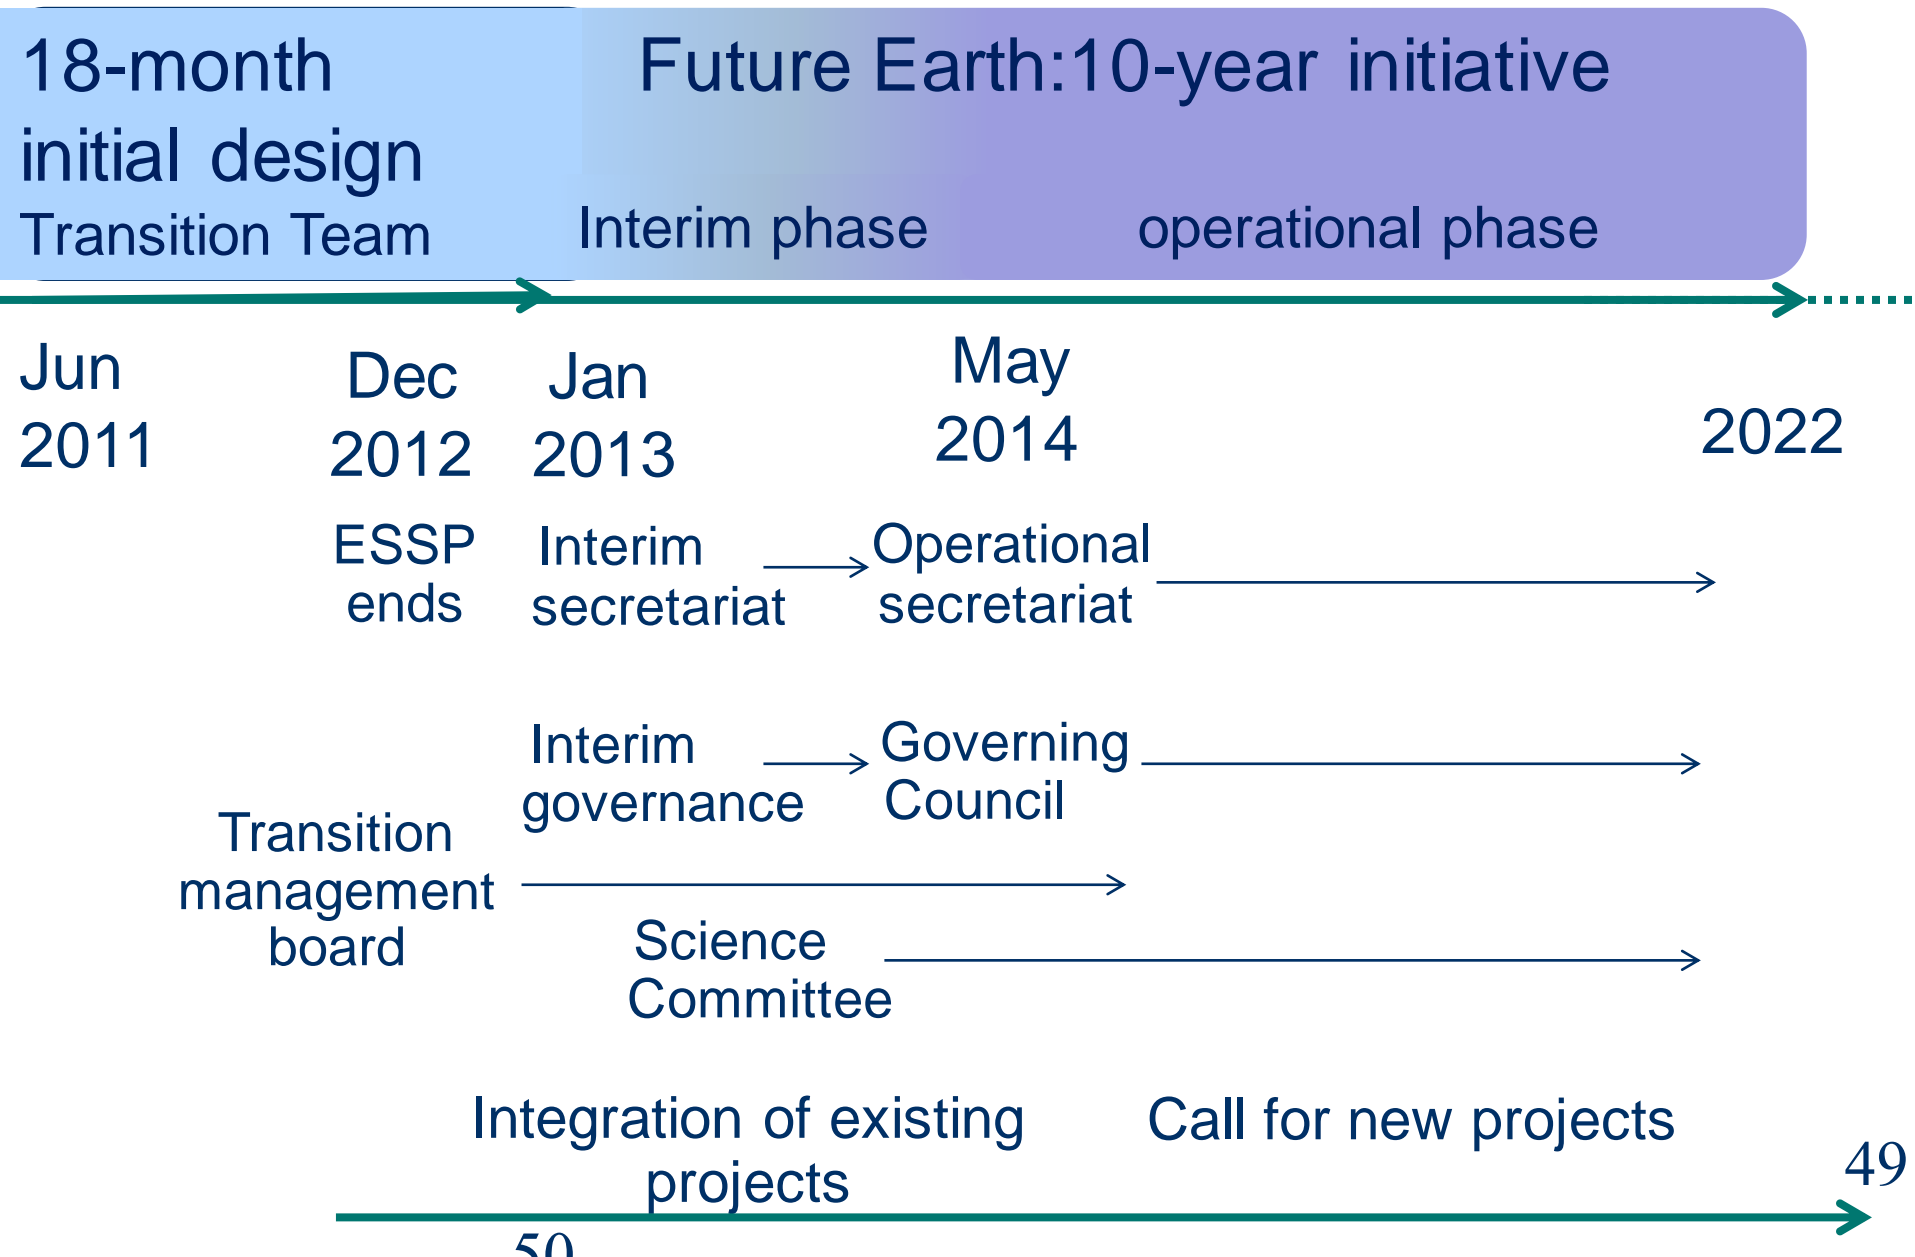 18-month
initial design
Transition Team
Future Earth:10-year initiative
Interim phase
operational phase
Jun
2011
Dec
2012
Jan
2013
May
2014
2022
ESSP
ends
Interim
secretariat
Operational
secretariat
Interim
governance
Governing
Council
Transition
management
board
Science
Committee
Integration of existing
projects
Call for new projects
49
50